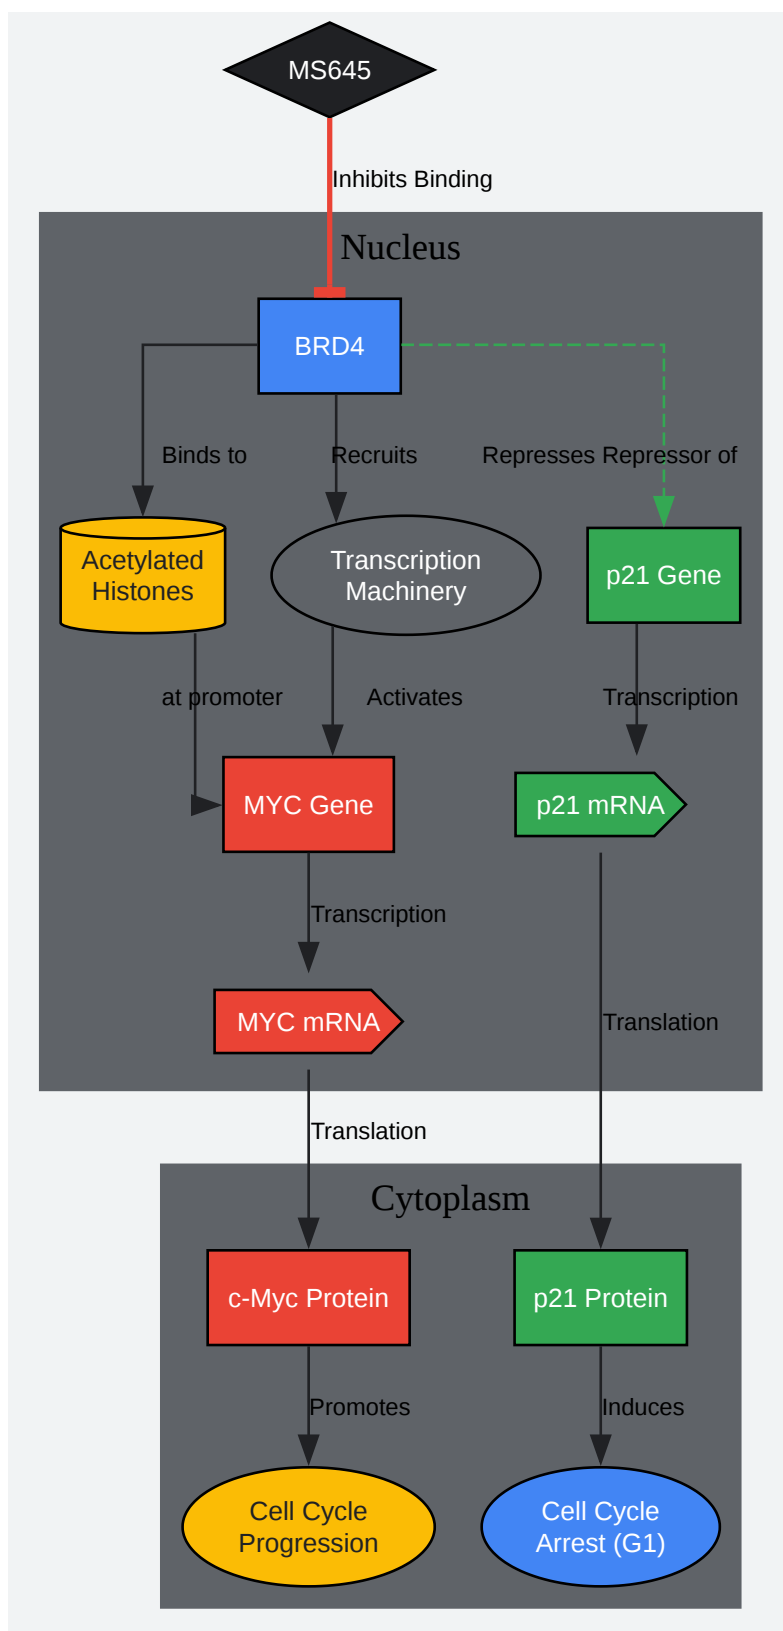 MS645
Inhibits Binding
Nucleus
BRD4
Binds to
Recruits
Represses Repressor of
Acetylated
Histones
Transcription
Machinery
p21 Gene
at promoter
Activates
Transcription
MYC Gene
p21 mRNA
Transcription
MYC mRNA
Translation
Translation
Cytoplasm
c-Myc Protein
p21 Protein
Promotes
Induces
Cell Cycle
Progression
Cell Cycle
Arrest (G1)